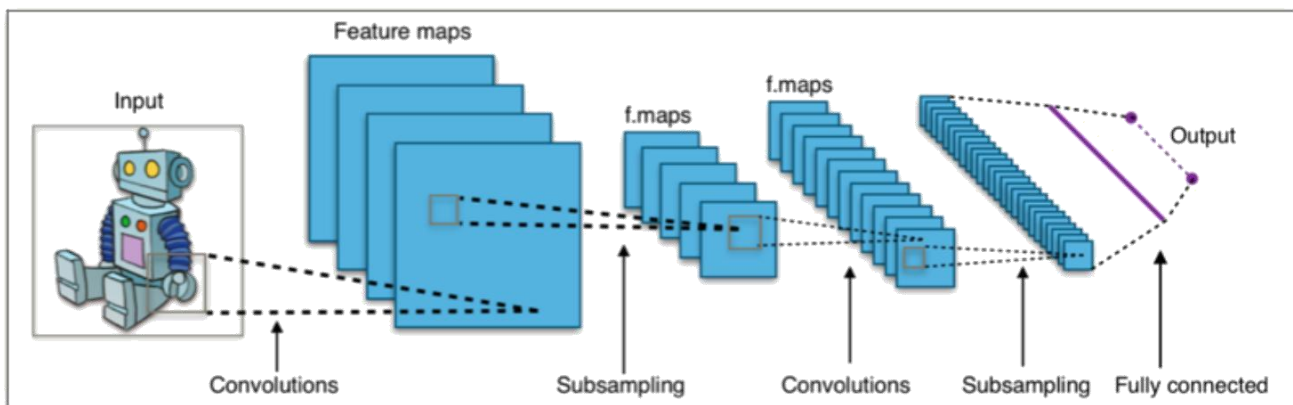 Feature maps
Input
f.maps
f.maps
Output
Convolutions
Subsampling
Convolutions
Subsampling
Fully connected